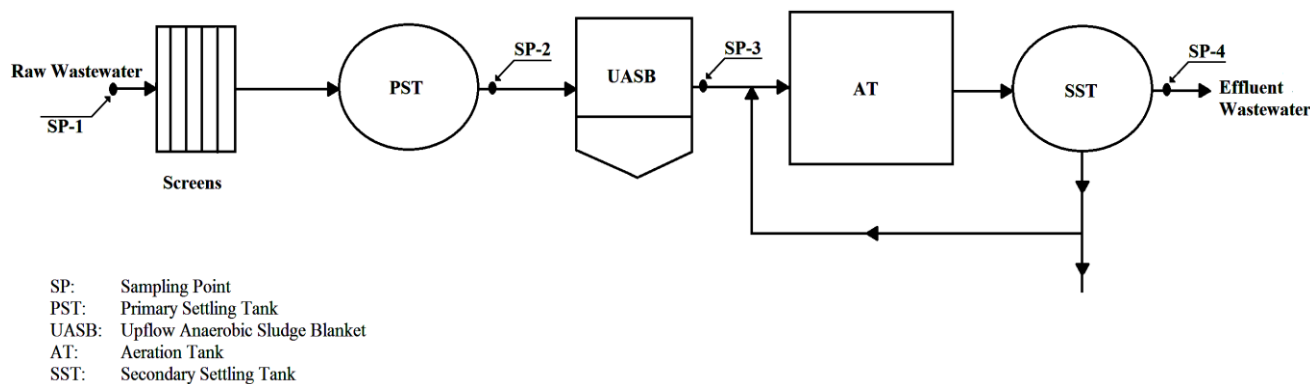 SP-2
SP-3
SP-4
Raw Wastewater
PST
UASB
AT
SST
Effluent
Wastewater
SP-1
Screens
SP: Sampling Point
PST: Primary Settling Tank
UASB: Upflow Anaerobic Sludge Blanket
AT: Aeration Tank
SST: Secondary Settling Tank